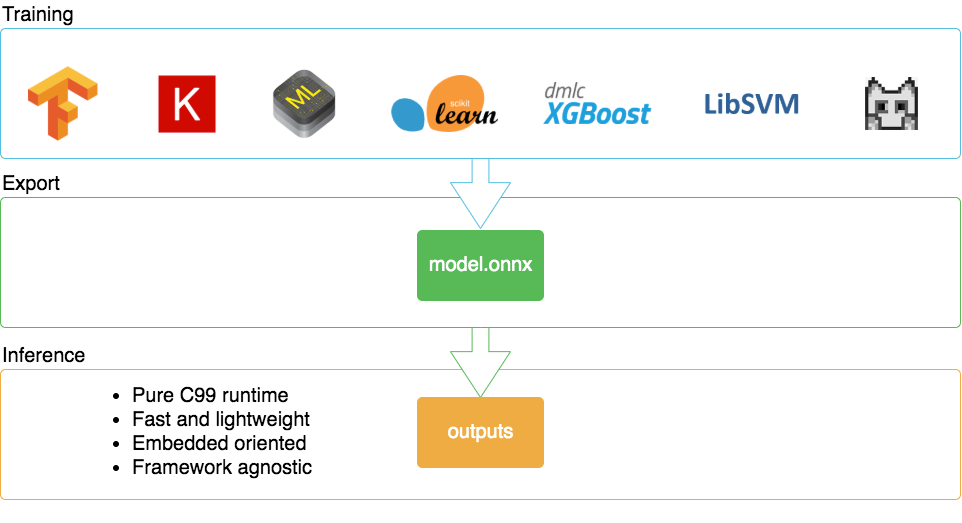 Training
K
ML
scikit
learn
dmlc
XGBoost
LibSVM
Export
model.onnx
Inference
• Pure C99 runtime
• Fast and lightweight
• Embedded oriented
• Framework agnostic
outputs